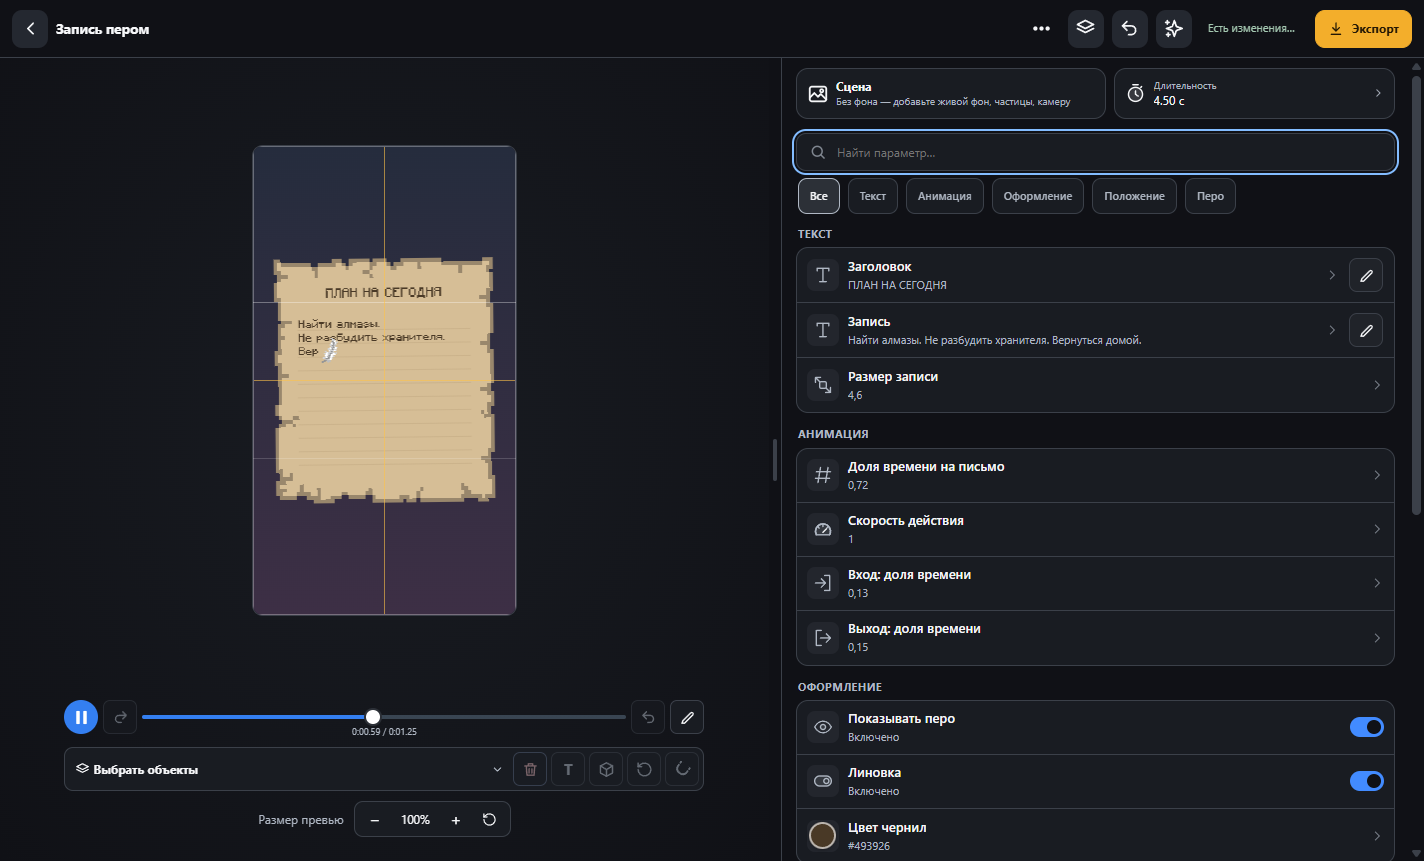 Запись пером
Есть изменения...
Экспорт
ПЛАН НА СЕГОДНЯ
Найти алмазы.
Не разбудить хранителя.
Вер
0:00.59 / 0:01.25
Выбрать объекты
T
Размер превью
− 100% +
Сцена
Без фона — добавьте живой фон, частицы, камеру
Длительность
4.50 с
Найти параметр...
Все Текст Анимация Оформление Положение Перо
ТЕКСТ
Заголовок
ПЛАН НА СЕГОДНЯ
Запись
Найти алмазы. Не разбудить хранителя. Вернуться домой.
Размер записи
4,6
АНИМАЦИЯ
Доля времени на письмо
0,72
Скорость действия
1
Вход: доля времени
0,13
Выход: доля времени
0,15
ОФОРМЛЕНИЕ
Показывать перо
Включено
Линовка
Включено
Цвет чернил
#493926